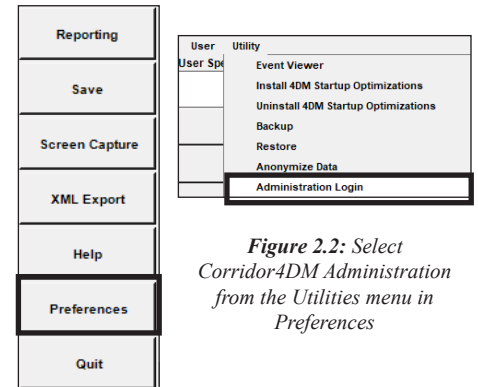 Reporting
Save
Screen Capture
XML Export
Help
Preferences
Quit
User Utility
User Spe
Event Viewer
Install 4DM Startup Optimizations
Uninstall 4DM Startup Optimizations
Backup
Restore
Anonymize Data
Administration Login
Figure 2.2: Select
Corridor4DM Administration
from the Utilities menu in
Preferences